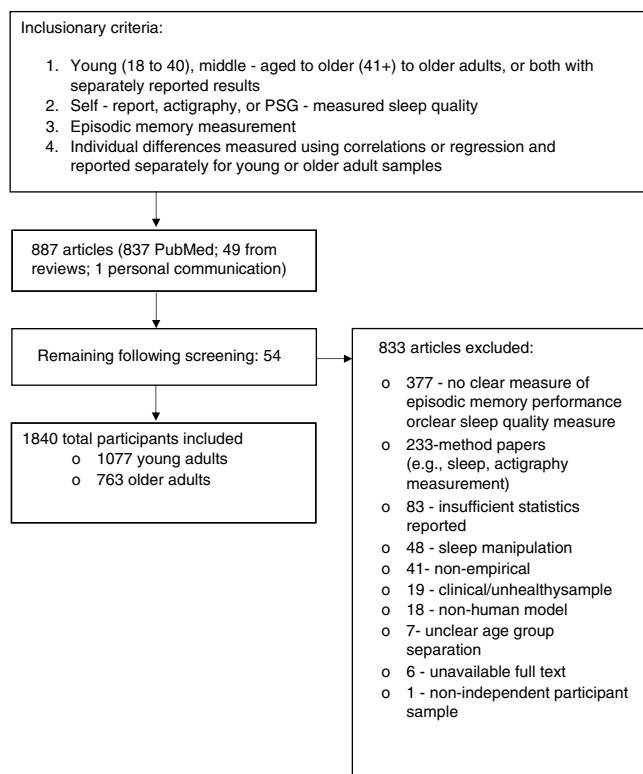 Inclusionary criteria:
1. Young (18 to 40), middle - aged to older (41+) to older adults, or both with
separately reported results
2. Self - report, actigraphy, or PSG - measured sleep quality
3. Episodic memory measurement
4. Individual differences measured using correlations or regression and
reported separately for young or older adult samples
887 articles (837 PubMed; 49 from
reviews; 1 personal communication)
Remaining following screening: 54
1840 total participants included
o 1077 young adults
o 763 older adults
833 articles excluded:
o 377 - no clear measure of
episodic memory performance
orclear sleep quality measure
o 233-method papers
(e.g., sleep, actigraphy
measurement)
o 83 - insufficient statistics
reported
o 48 - sleep manipulation
o 41- non-empirical
o 19 - clinical/unhealthysample
o 18 - non-human model
o 7- unclear age group
separation
o 6 - unavailable full text
o 1 - non-independent participant
sample